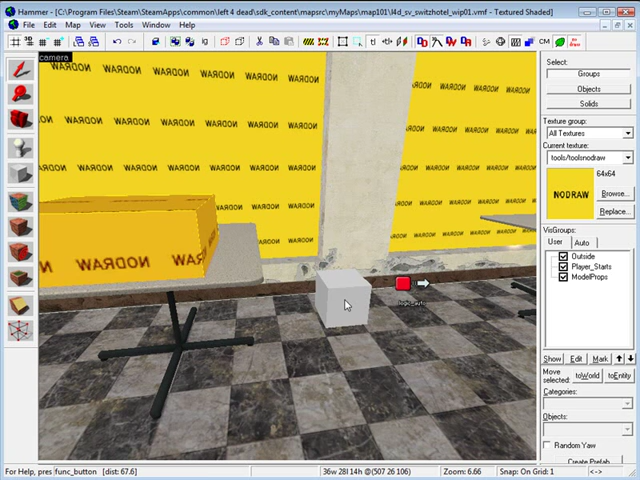 Hammer - [C:\Program Files\Steam\SteamApps\common\left 4 dead\sdk_content\mapsrc\myMaps\map101\l4d_sv_switzhotel_wip01.vmf - Textured Shaded]
File Edit Map View Tools Window Help
camera
Select:
Groups
Objects
Solids
Texture group:
All Textures
Current texture:
tools/toolsnodraw
64x64
NODRAW
Browse...
Replace...
VisGroups:
User Auto
Outside
Player_Starts
ModelProps
Show Edit Mark
Move selected: toWorld toEntity
Categories:
Objects:
Random Yaw
Create Prefab
NODRAW
For Help, pres func_button [dist: 67.6] 36w 28l 14h @(507 26 106) Zoom: 6.66 Snap: On Grid: 1 <->